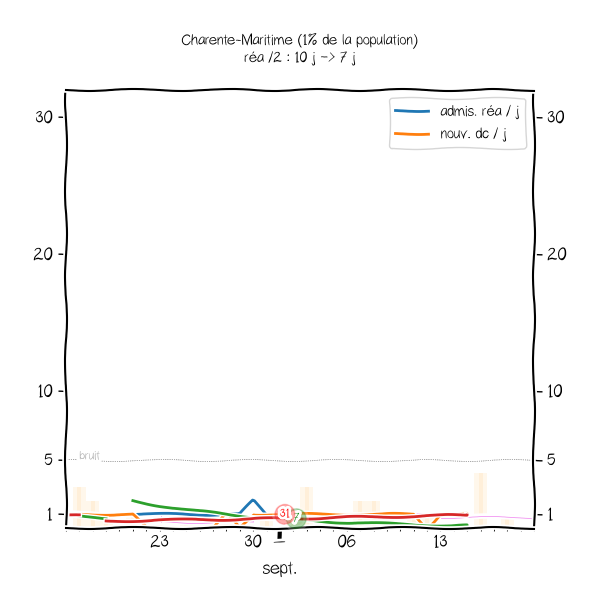 Charente-Maritime (1% de la population)
réa /2 : 10 j -> 7 j
admis. réa / j
nouv. dc / j
30
30
20
20
10
10
5
bruit
5
1
31
7
1
23
30
06
13
sept.